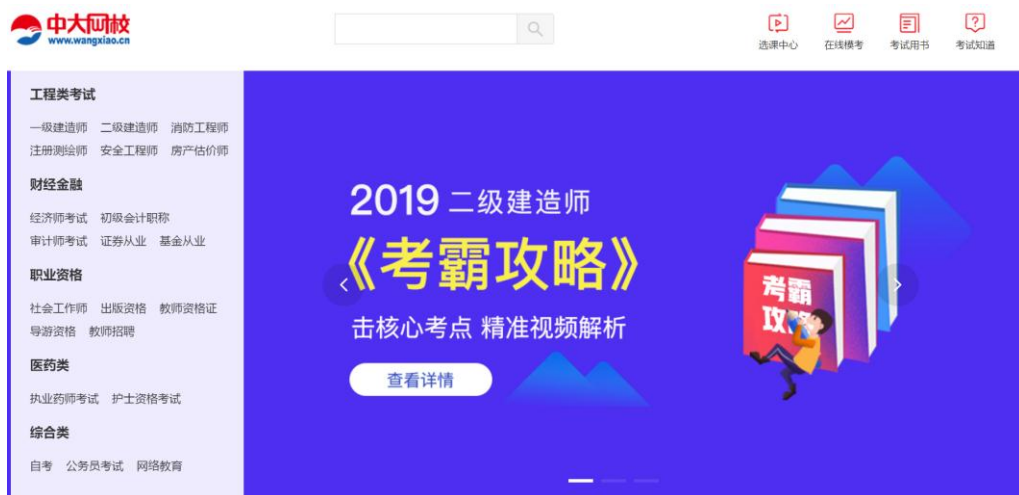 中大网校
www.wangxiao.cn
选课中心 在线模考 考试用书 考试知道
工程类考试
一级建造师 二级建造师 消防工程师
注册测绘师 安全工程师 房产估价师
财经金融
经济师考试 初级会计职称
审计师考试 证券从业 基金从业
职业资格
社会工作师 出版资格 教师资格证
导游资格 教师招聘
医药类
执业药师考试 护士资格考试
综合类
自考 公务员考试 网络教育
2019 二级建造师
《考霸攻略》
击核心考点 精准视频解析
查看详情
考霸
攻略